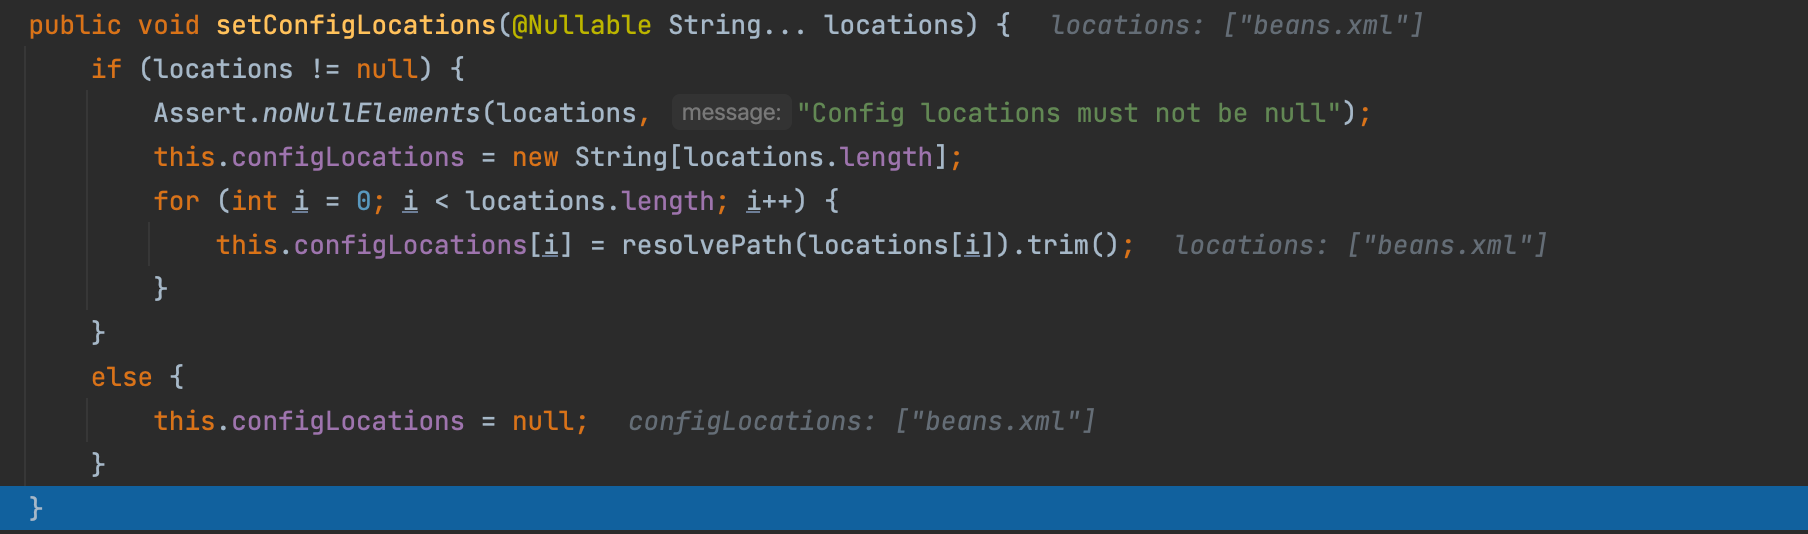 public void setConfigLocations(@Nullable String... locations) {  locations: ["beans.xml"]
    if (locations != null) {
        Assert.noNullElements(locations, message: "Config locations must not be null");
        this.configLocations = new String[locations.length];
        for (int i = 0; i < locations.length; i++) {
            this.configLocations[i] = resolvePath(locations[i]).trim();  locations: ["beans.xml"]
        }
    }
    else {
        this.configLocations = null;  configLocations: ["beans.xml"]
    }
}